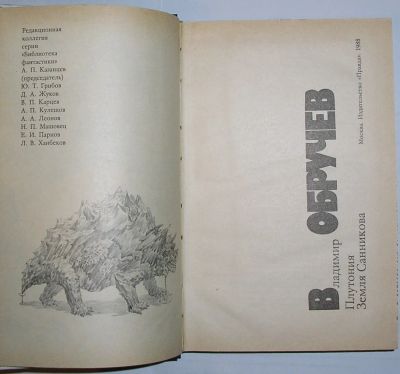 Редакционная
коллегия
серии
«Библиотека
фантастики»
А. П. Казанцев
(председатель)
Ю. Т. Грибов
Д. А. Жуков
В. П. Карцев
А. П. Кулешов
А. А. Леонов
Н. П. Машовец
Е. И. Парнов
Л. В. Ханбеков
Владимир ОБРУЧЕВ
Плутония
Земля Санникова
Москва. Издательство «Правда» 1988